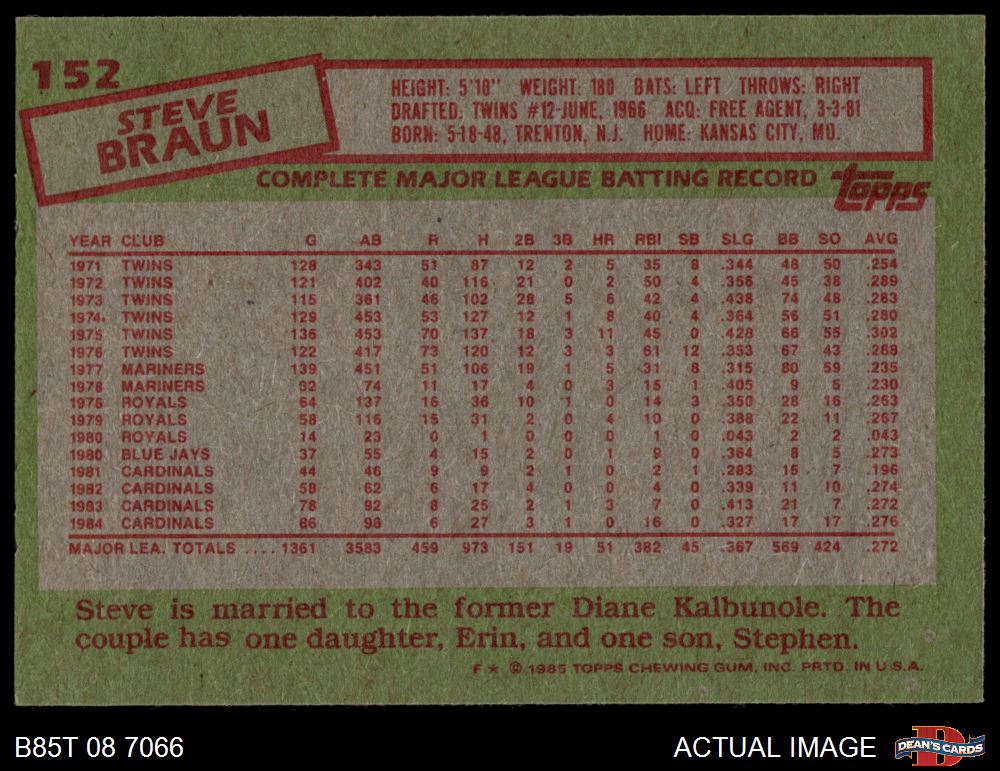 152
STEVE
BRAUN
HEIGHT: 5'10" WEIGHT: 180 BATS: LEFT THROWS: RIGHT
DRAFTED: TWINS #12-JUNE, 1966 ACQ: FREE AGENT, 3-3-81
BORN: 5-18-48, TRENTON, N.J. HOME: KANSAS CITY, MO.
COMPLETE MAJOR LEAGUE BATTING RECORD topps
YEAR CLUB G AB R H 2B 3B HR RBI SB SLG BB SO AVG
1971 TWINS 128 343 51 87 12 2 5 35 8 .344 48 50 .254
1972 TWINS 121 402 40 116 21 0 2 50 4 .356 45 38 .289
1973 TWINS 115 361 46 102 28 5 6 42 4 .438 74 48 .283
1974 TWINS 129 453 53 127 12 1 8 40 4 .364 56 51 .280
1975 TWINS 136 453 70 137 18 3 11 45 0 .428 66 55 .302
1976 TWINS 122 417 73 120 12 3 3 61 12 .353 67 43 .288
1977 MARINERS 139 451 51 106 19 1 5 31 8 .315 80 59 .235
1978 MARINERS 32 74 11 17 4 0 3 15 1 .405 9 5 .230
1978 ROYALS 64 137 16 36 10 1 0 14 3 .350 28 16 .263
1979 ROYALS 58 116 15 31 2 0 4 10 0 .388 22 11 .267
1980 ROYALS 14 23 0 1 0 0 0 1 0 .043 2 2 .043
1980 BLUE JAYS 37 55 4 15 2 0 1 9 0 .364 8 5 .273
1981 CARDINALS 44 46 9 9 2 1 0 2 1 .283 15 7 .196
1982 CARDINALS 58 62 6 17 4 0 0 4 0 .339 11 10 .274
1983 CARDINALS 78 92 8 25 2 1 3 7 0 .413 21 7 .272
1984 CARDINALS 86 98 6 27 3 1 0 16 0 .327 17 17 .276
MAJOR LEA. TOTALS .... 1361 3583 459 973 151 19 51 382 45 .367 569 424 .272
Steve is married to the former Diane Kalbunole. The
couple has one daughter, Erin, and one son, Stephen.
F ★ © 1985 TOPPS CHEWING GUM, INC. PRTD. IN U.S.A.
B85T 08 7066 ACTUAL IMAGE D DEAN'S CARDS